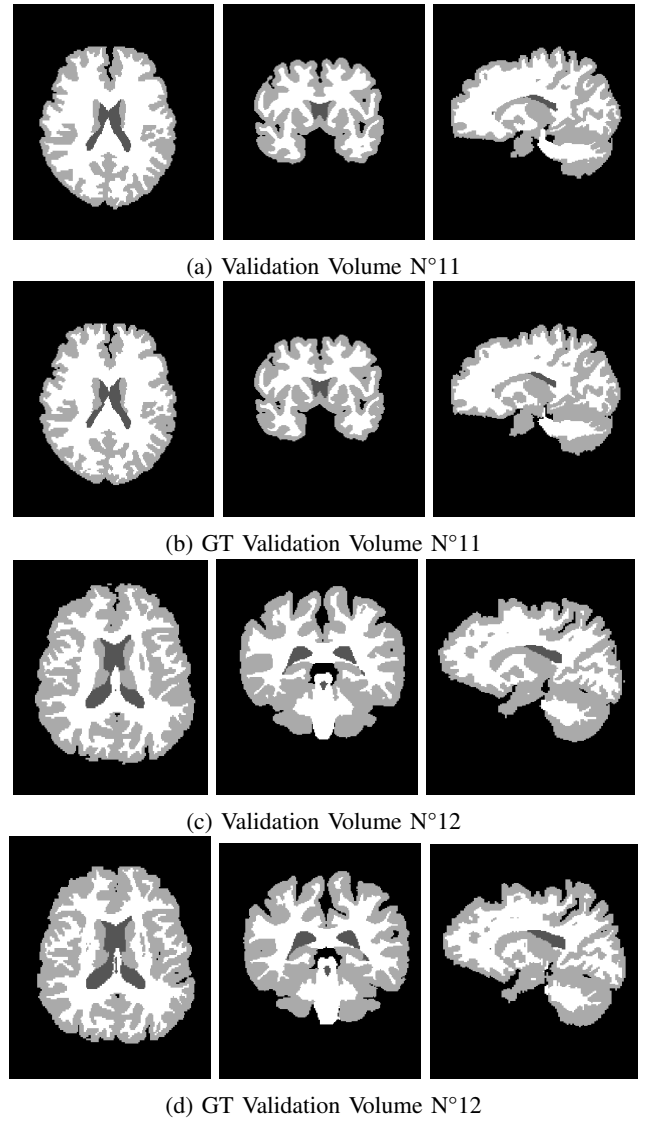 (a) Validation Volume N°11
(b) GT Validation Volume N°11
(c) Validation Volume N°12
(d) GT Validation Volume N°12